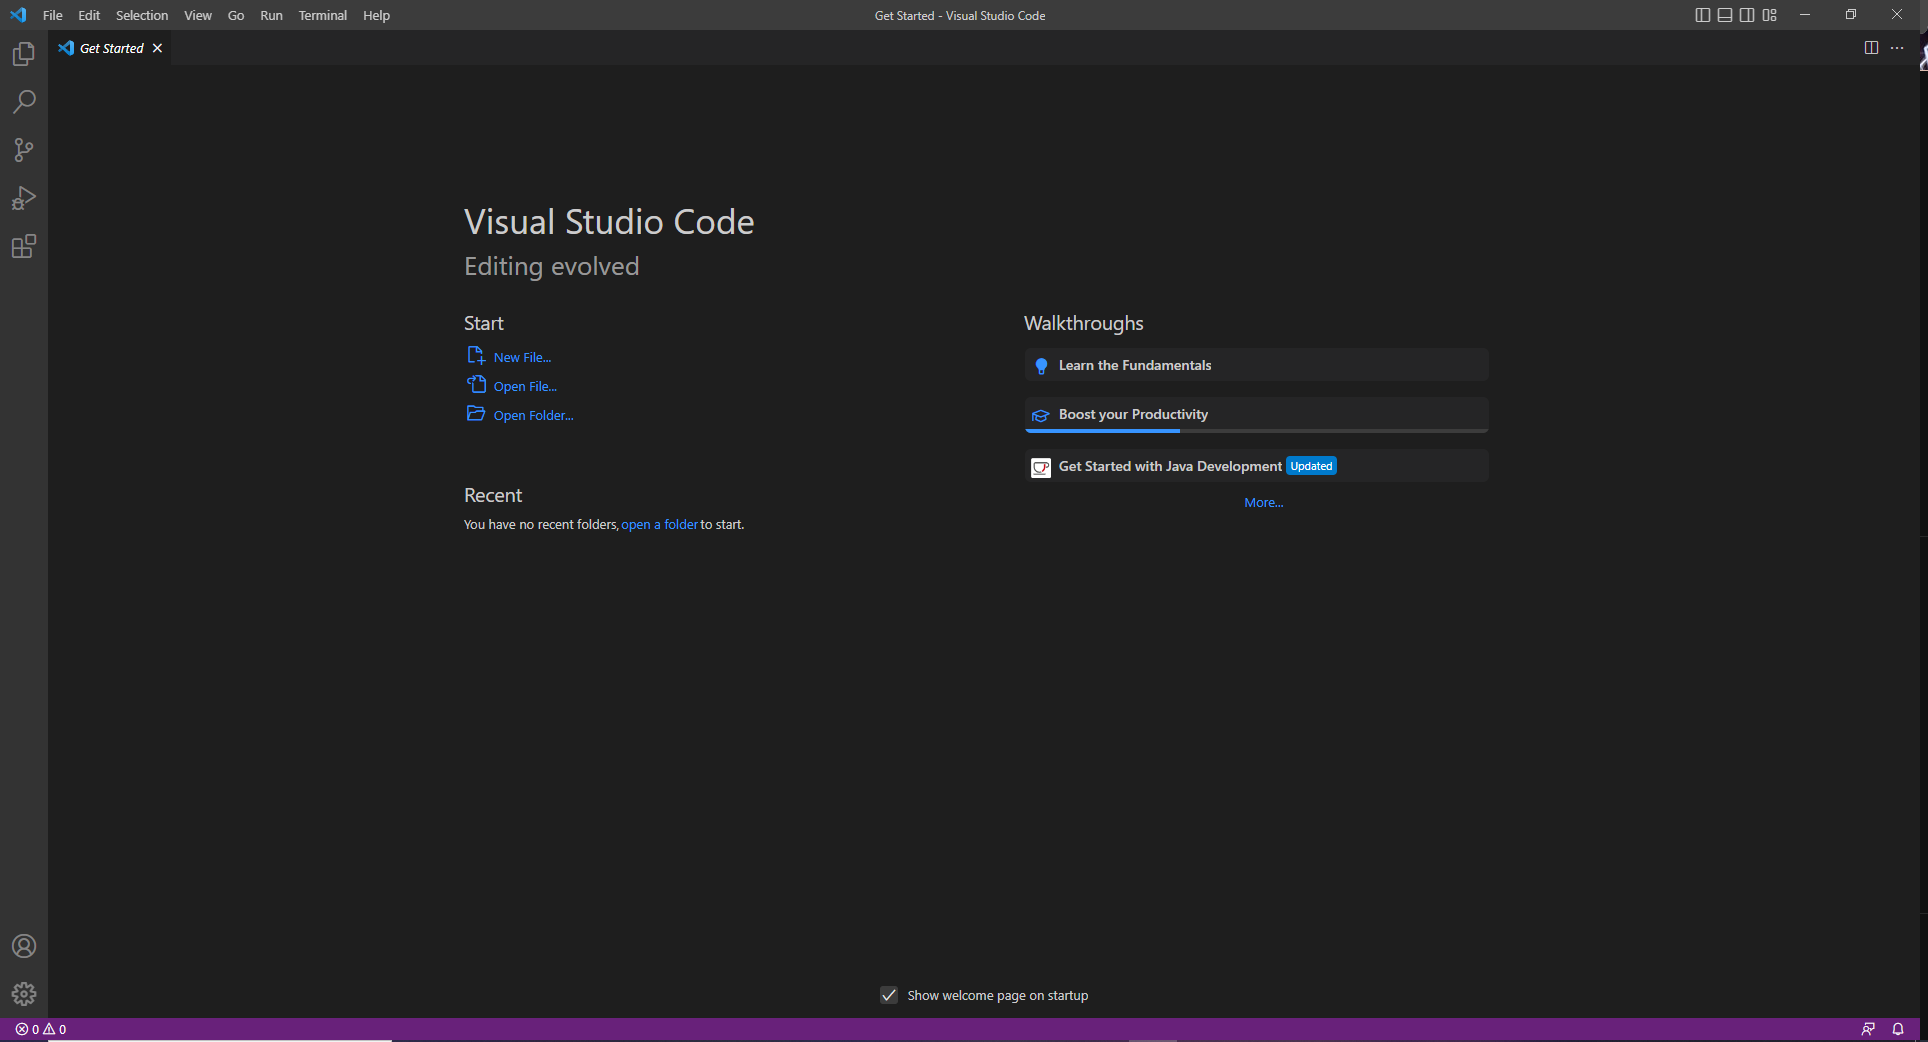 File Edit Selection View Go Run Terminal Help
Get Started - Visual Studio Code
Get Started
Visual Studio Code
Editing evolved
Start
New File...
Open File...
Open Folder...
Recent
You have no recent folders, open a folder to start.
Walkthroughs
Learn the Fundamentals
Boost your Productivity
Get Started with Java Development Updated
More...
Show welcome page on startup
0 0